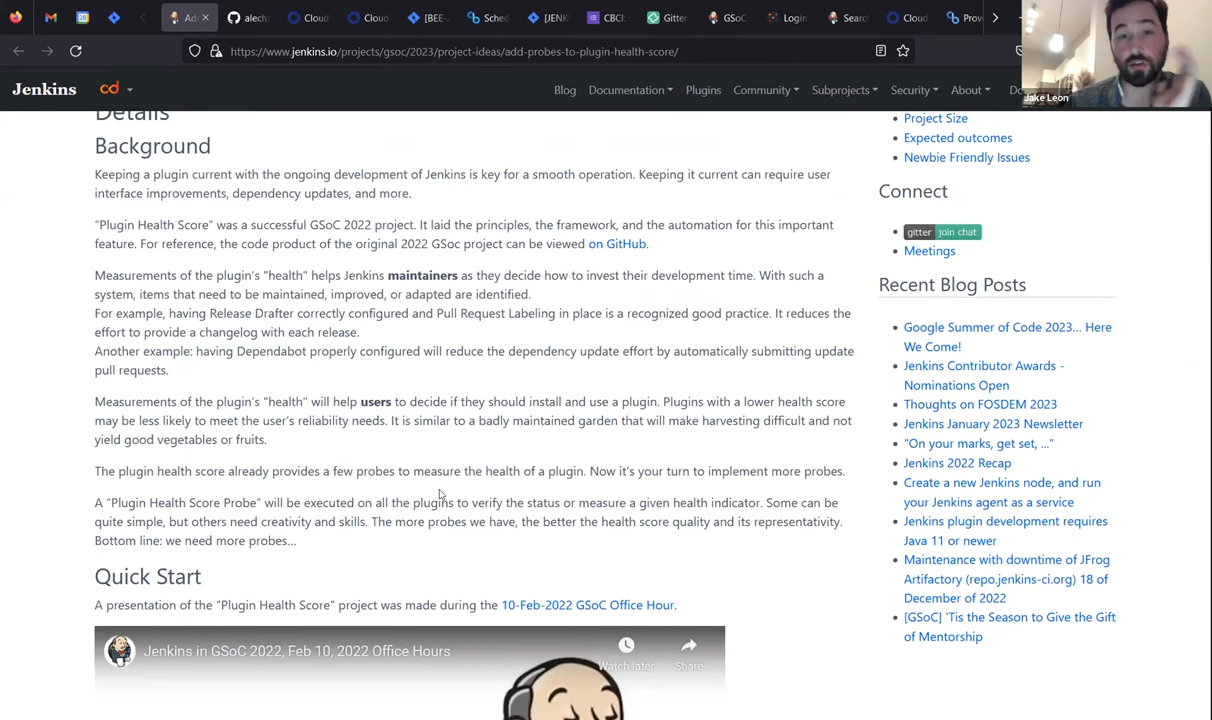 Ad
alech
Cloud
Cloud
[BEE-
Sched
[JENK
CBCI:
Gitter
GSoC
Login
Searc
Cloud
Prov
https://www.jenkins.io/projects/gsoc/2023/project-ideas/add-probes-to-plugin-health-score/
Jenkins
cd
Blog
Documentation
Plugins
Community
Subprojects
Security
About
Jake Leon
Details
Background
Keeping a plugin current with the ongoing development of Jenkins is key for a smooth operation. Keeping it current can require user
interface improvements, dependency updates, and more.
"Plugin Health Score" was a successful GSoC 2022 project. It laid the principles, the framework, and the automation for this important
feature. For reference, the code product of the original 2022 GSoc project can be viewed on GitHub.
Measurements of the plugin's "health" helps Jenkins maintainers as they decide how to invest their development time. With such a
system, items that need to be maintained, improved, or adapted are identified.
For example, having Release Drafter correctly configured and Pull Request Labeling in place is a recognized good practice. It reduces the
effort to provide a changelog with each release.
Another example: having Dependabot properly configured will reduce the dependency update effort by automatically submitting update
pull requests.
Measurements of the plugin's "health" will help users to decide if they should install and use a plugin. Plugins with a lower health score
may be less likely to meet the user's reliability needs. It is similar to a badly maintained garden that will make harvesting difficult and not
yield good vegetables or fruits.
The plugin health score already provides a few probes to measure the health of a plugin. Now it's your turn to implement more probes.
A "Plugin Health Score Probe" will be executed on all the plugins to verify the status or measure a given health indicator. Some can be
quite simple, but others need creativity and skills. The more probes we have, the better the health score quality and its representativity.
Bottom line: we need more probes...
Quick Start
A presentation of the "Plugin Health Score" project was made during the 10-Feb-2022 GSoC Office Hour.
Jenkins in GSoC 2022, Feb 10, 2022 Office Hours
Watch later
Share
Project Size
Expected outcomes
Newbie Friendly Issues
Connect
gitter join chat
Meetings
Recent Blog Posts
Google Summer of Code 2023... Here
We Come!
Jenkins Contributor Awards -
Nominations Open
Thoughts on FOSDEM 2023
Jenkins January 2023 Newsletter
"On your marks, get set, ..."
Jenkins 2022 Recap
Create a new Jenkins node, and run
your Jenkins agent as a service
Jenkins plugin development requires
Java 11 or newer
Maintenance with downtime of JFrog
Artifactory (repo.jenkins-ci.org) 18 of
December of 2022
[GSoC] 'Tis the Season to Give the Gift
of Mentorship